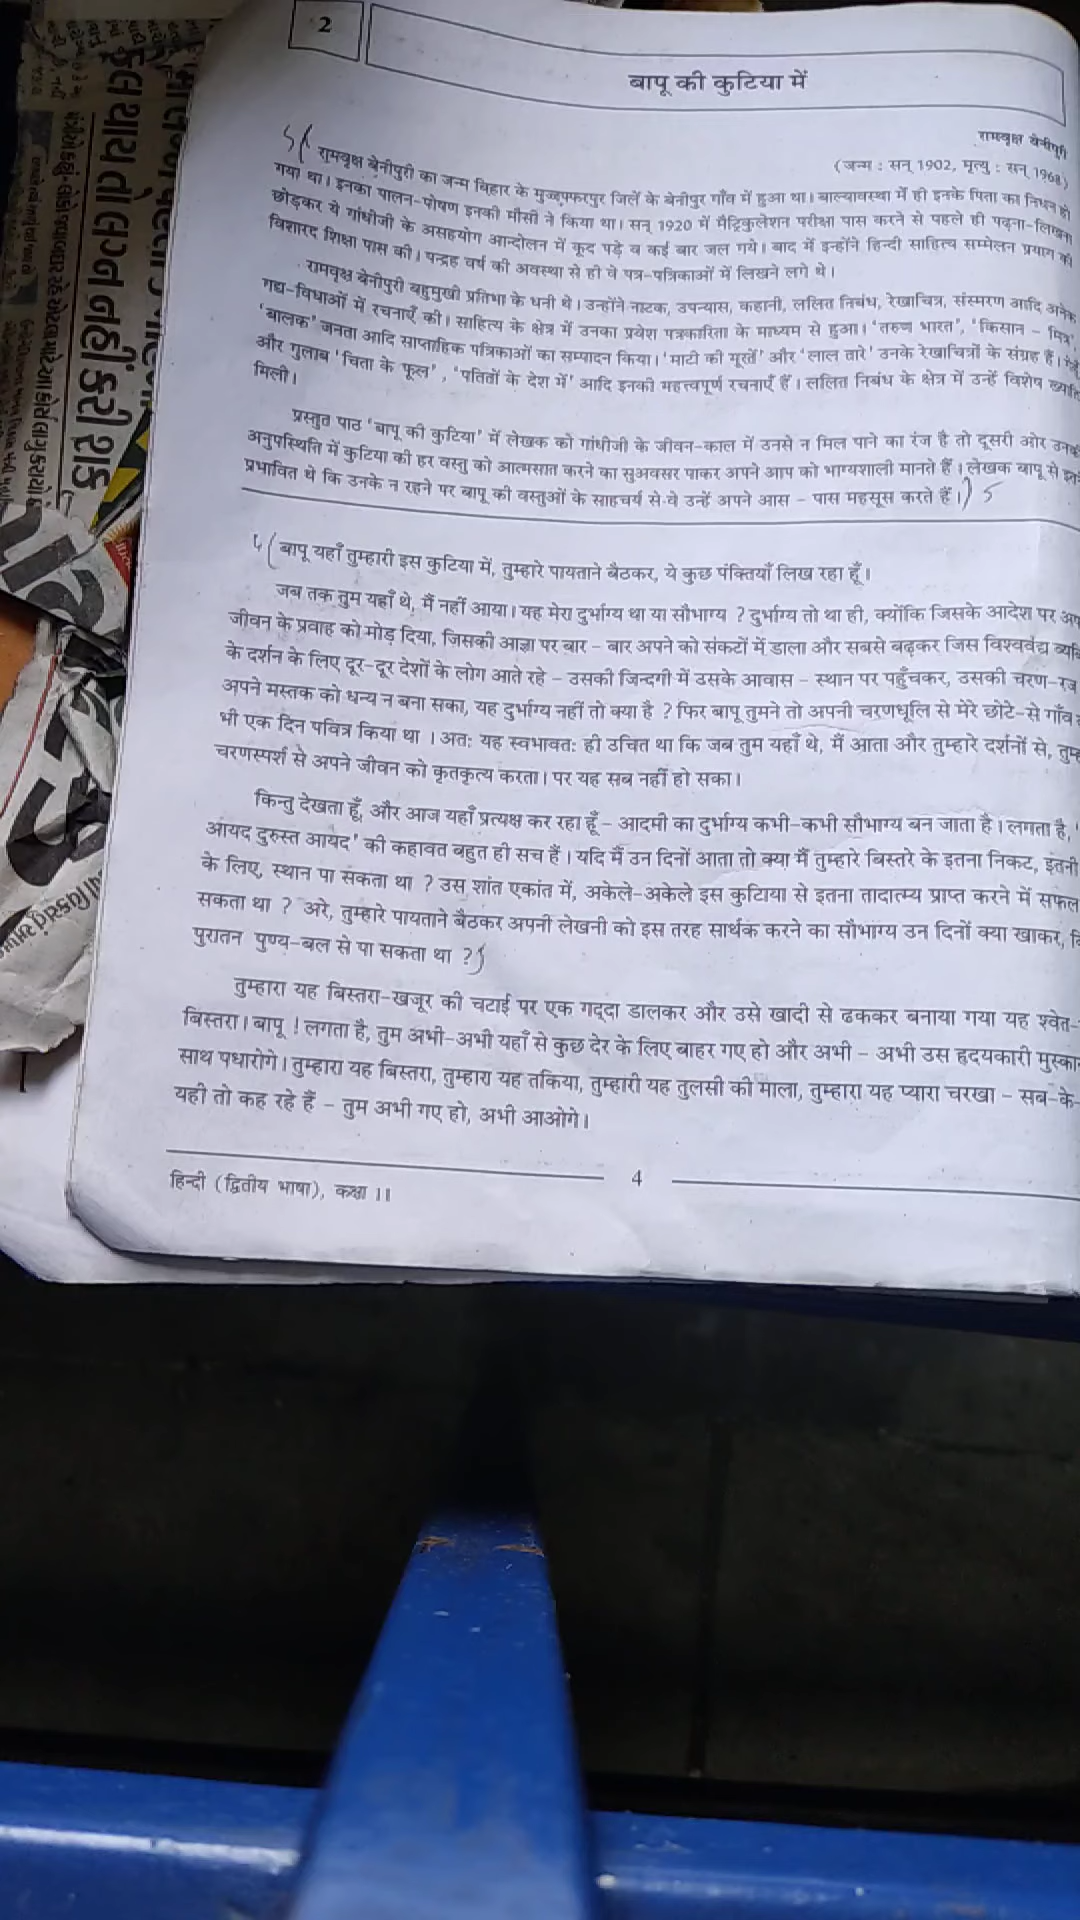 2
बापू की कुटिया में
रामवृक्ष बेनीपुरी
(जन्म : सन् 1902, मृत्यु : सन् 1968)
रामवृक्ष बेनीपुरी का जन्म बिहार के मुज्फ्फरपुर जिले के बेनीपुर गाँव में हुआ था। बाल्यावस्था में ही इनके पिता का निधन हो
गया था। इनका पालन-पोषण इनकी मौसी ने किया था। सन् 1920 में मैट्रिकुलेशन परीक्षा पास करने से पहले ही पढ़ना-लिखना
छोड़कर ये गांधीजी के असहयोग आन्दोलन में कूद पड़े व कई बार जल गये। बाद में इन्होंने हिन्दी साहित्य सम्मेलन प्रयाग की
विशारद शिक्षा पास की। पन्द्रह वर्ष की अवस्था से ही वे पत्र-पत्रिकाओं में लिखने लगे थे।
रामवृक्ष बेनीपुरी बहुमुखी प्रतिभा के धनी थे। उन्होंने नाटक, उपन्यास, कहानी, ललित निबंध, रेखाचित्र, संस्मरण आदि अनेक
गद्य-विधाओं में रचनाएँ की। साहित्य के क्षेत्र में उनका प्रवेश पत्रकारिता के माध्यम से हुआ। 'तरुण भारत', 'किसान – मित्र',
'बालक' जनता आदि साप्ताहिक पत्रिकाओं का सम्पादन किया। 'माटी की मूरतें' और 'लाल तारे' उनके रेखाचित्रों के संग्रह हैं।
और गुलाब' 'चिता के फूल', 'पतितों के देश में' आदि इनकी महत्त्वपूर्ण रचनाएँ हैं। ललित निबंध के क्षेत्र में उन्हें विशेष ख्याति
मिली।
प्रस्तुत पाठ 'बापू की कुटिया' में लेखक को गांधीजी के जीवन-काल में उनसे न मिल पाने का रंज है तो दूसरी ओर उनकी
अनुपस्थिति में कुटिया की हर वस्तु को आत्मसात करने का सुअवसर पाकर अपने आप को भाग्यशाली मानते हैं। लेखक बापू से इतने
प्रभावित थे कि उनके न रहने पर बापू की वस्तुओं के साहचर्य से वे उन्हें अपने आस – पास महसूस करते हैं।) 5
( बापू यहाँ तुम्हारी इस कुटिया में, तुम्हारे पायताने बैठकर, ये कुछ पंक्तियाँ लिख रहा हूँ।
जब तक तुम यहाँ थे, मैं नहीं आया। यह मेरा दुर्भाग्य था या सौभाग्य ? दुर्भाग्य तो था ही, क्योंकि जिसके आदेश पर
जीवन के प्रवाह को मोड़ दिया, जिसकी आज्ञा पर बार – बार अपने को संकटों में डाला और सबसे बढ़कर जिस विश्ववंद्य
के दर्शन के लिए दूर-दूर देशों के लोग आते रहे – उसकी जिन्दगी में उसके आवास – स्थान पर पहुँचकर, उसकी चरण-रज
अपने मस्तक को धन्य न बना सका, यह दुर्भाग्य नहीं तो क्या है ? फिर बापू तुमने तो अपनी चरणधूलि से मेरे छोटे-से गाँव
भी एक दिन पवित्र किया था । अत: यह स्वभावत: ही उचित था कि जब तुम यहाँ थे, मैं आता और तुम्हारे दर्शनों से,
चरणस्पर्श से अपने जीवन को कृतकृत्य करता। पर यह सब नहीं हो सका।
किन्तु देखता हूँ, और आज यहाँ प्रत्यक्ष कर रहा हूँ – आदमी का दुर्भाग्य कभी-कभी सौभाग्य बन जाता है। लगता है,
आयद दुरुस्त आयद' की कहावत बहुत ही सच हैं। यदि मैं उन दिनों आता तो क्या मैं तुम्हारे बिस्तरे के इतना निकट, इतनी
के लिए, स्थान पा सकता था ? उस शांत एकांत में, अकेले-अकेले इस कुटिाया से इतना तादात्म्य प्राप्त करने में सफल
सकता था ? अरे, तुम्हारे पायताने बैठकर अपनी लेखनी को इस तरह सार्थक करने का सौभाग्य उन दिनों क्या खाकर,
पुरातन पुण्य-बल से पा सकता था ?
तुम्हारा यह बिस्तरा-खजूर की चटाई पर एक गद्दा डालकर और उसे खादी से ढककर बनाया गया यह श्वेत-
बिस्तरा। बापू ! लगता है, तुम अभी-अभी यहाँ से कुछ देर के लिए बाहर गए हो और अभी – अभी उस हृदयकारी मुस्कान
साथ पधारोगे। तुम्हारा यह बिस्तरा, तुम्हारा यह तकिया, तुम्हारी यह तुलसी की माला, तुम्हारा यह प्यारा चरखा – सब-के-
यही तो कह रहे हैं – तुम अभी गए हो, अभी आओगे।
4
हिन्दी (द्वितीय भाषा), कक्षा 11